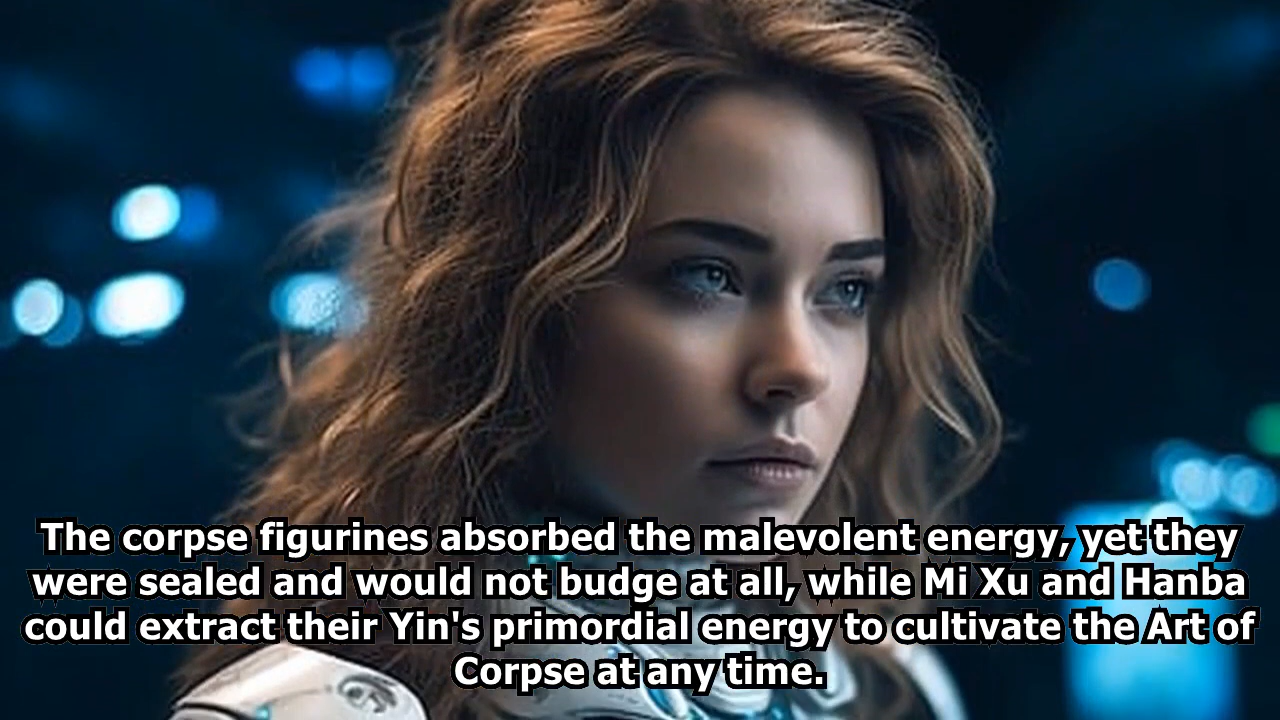 The corpse figurines absorbed the malevolent energy, yet they
were sealed and would not budge at all, while Mi Xu and Hanba
could extract their Yin's primordial energy to cultivate the Art of
Corpse at any time.